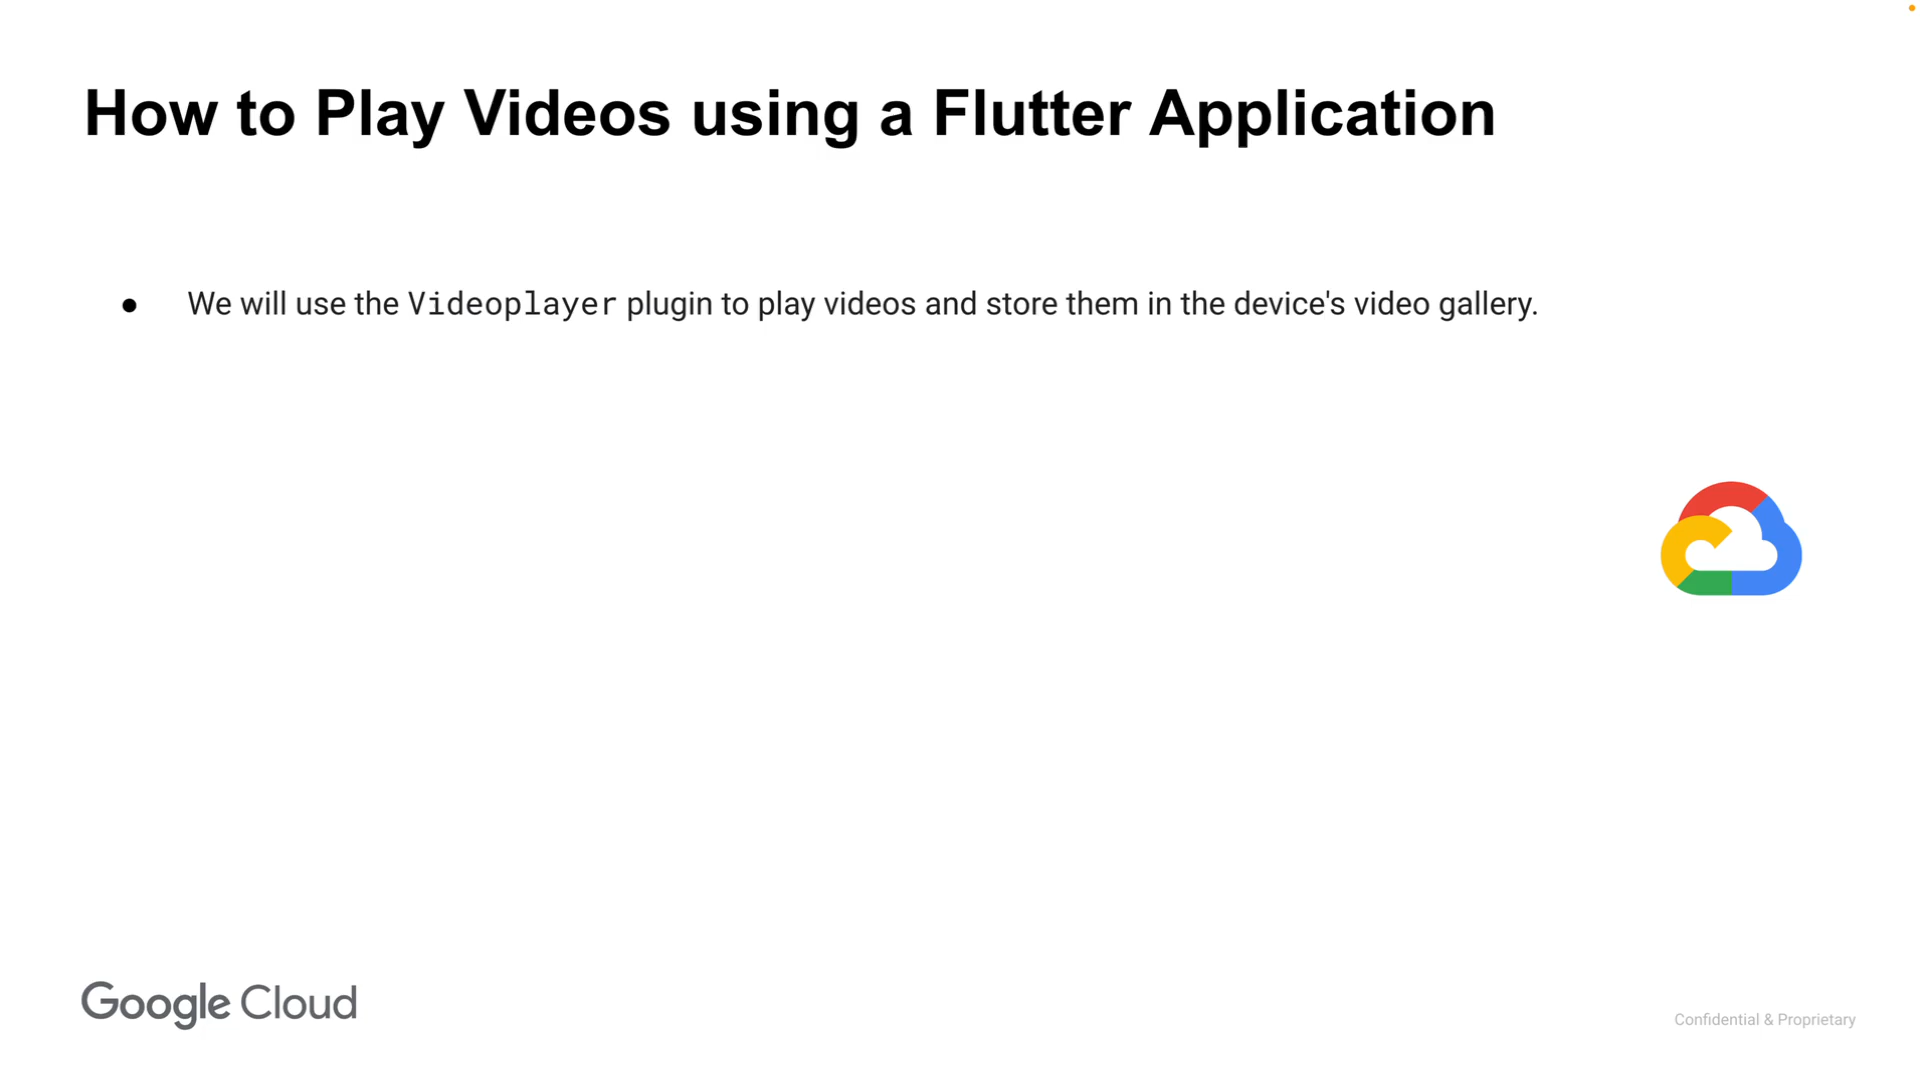 How to Play Videos using a Flutter Application
● We will use the Videoplayer plugin to play videos and store them in the device's video gallery.
Google Cloud
Confidential & Proprietary